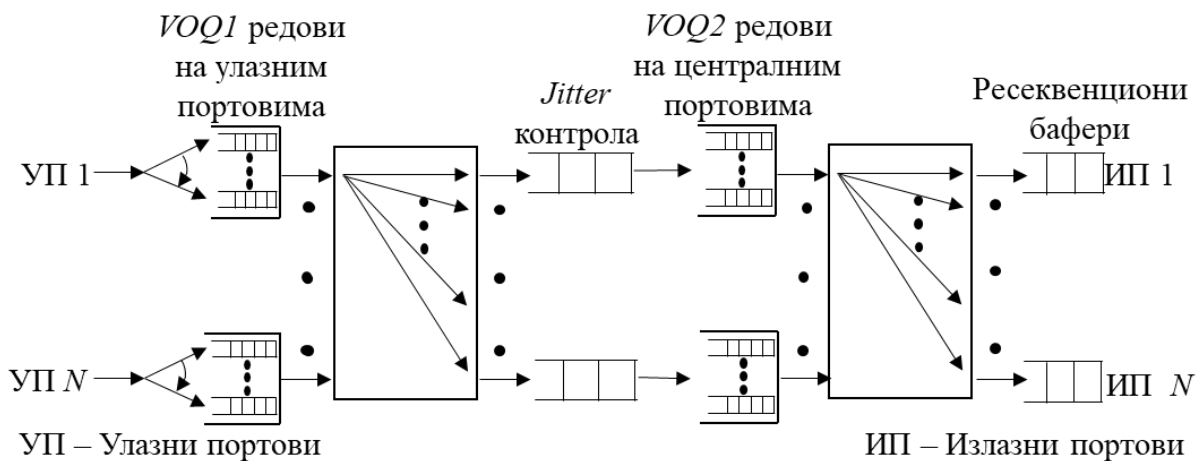 VOQ1 редови
на улазним
портовима
VOQ2 редови
на централним
портовима
Jitter
контрола
Ресеквенциони
бафери
УП 1
ИП 1
УП N
ИП N
УП – Улазни портови
ИП – Излазни портови